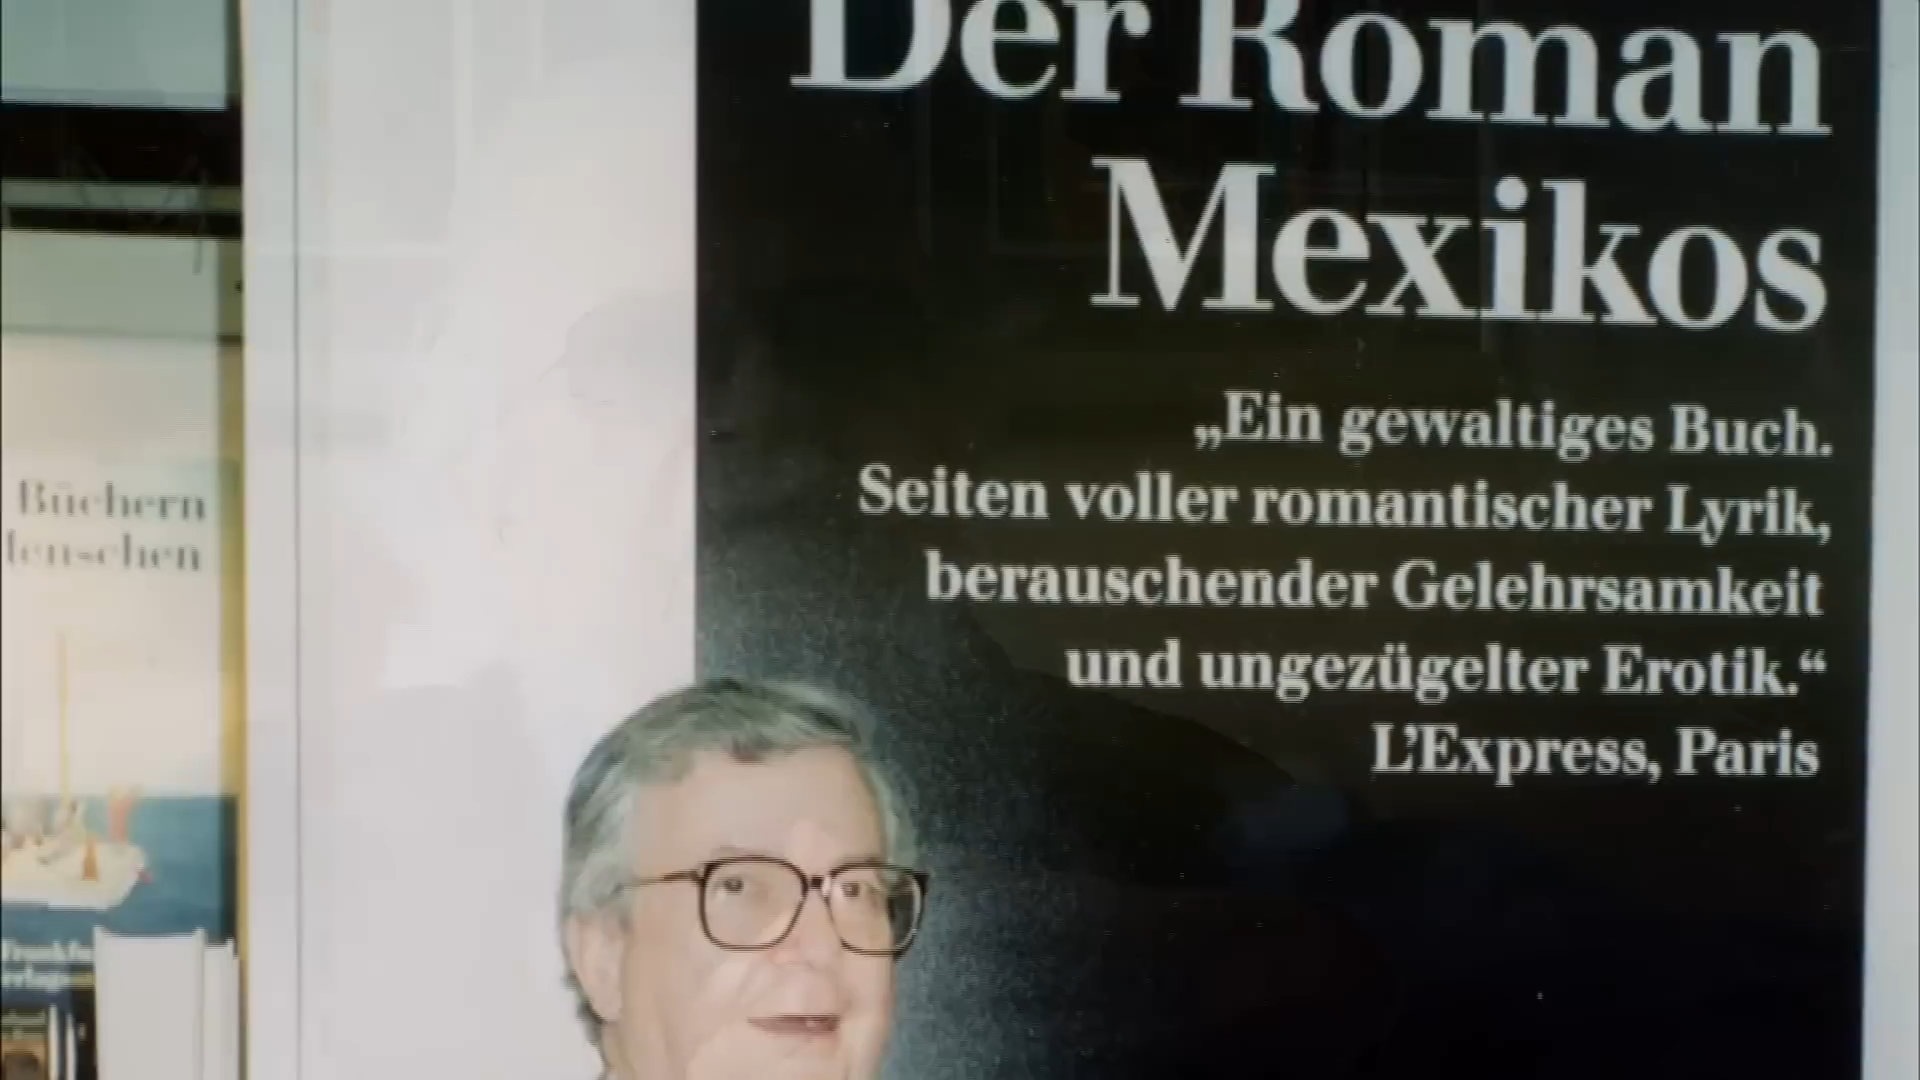 Der Roman
Mexikos
„Ein gewaltiges Buch.
Seiten voller romantischer Lyrik,
berauschender Gelehrsamkeit
und ungezügelter Erotik.“
L'Express, Paris
Büchern